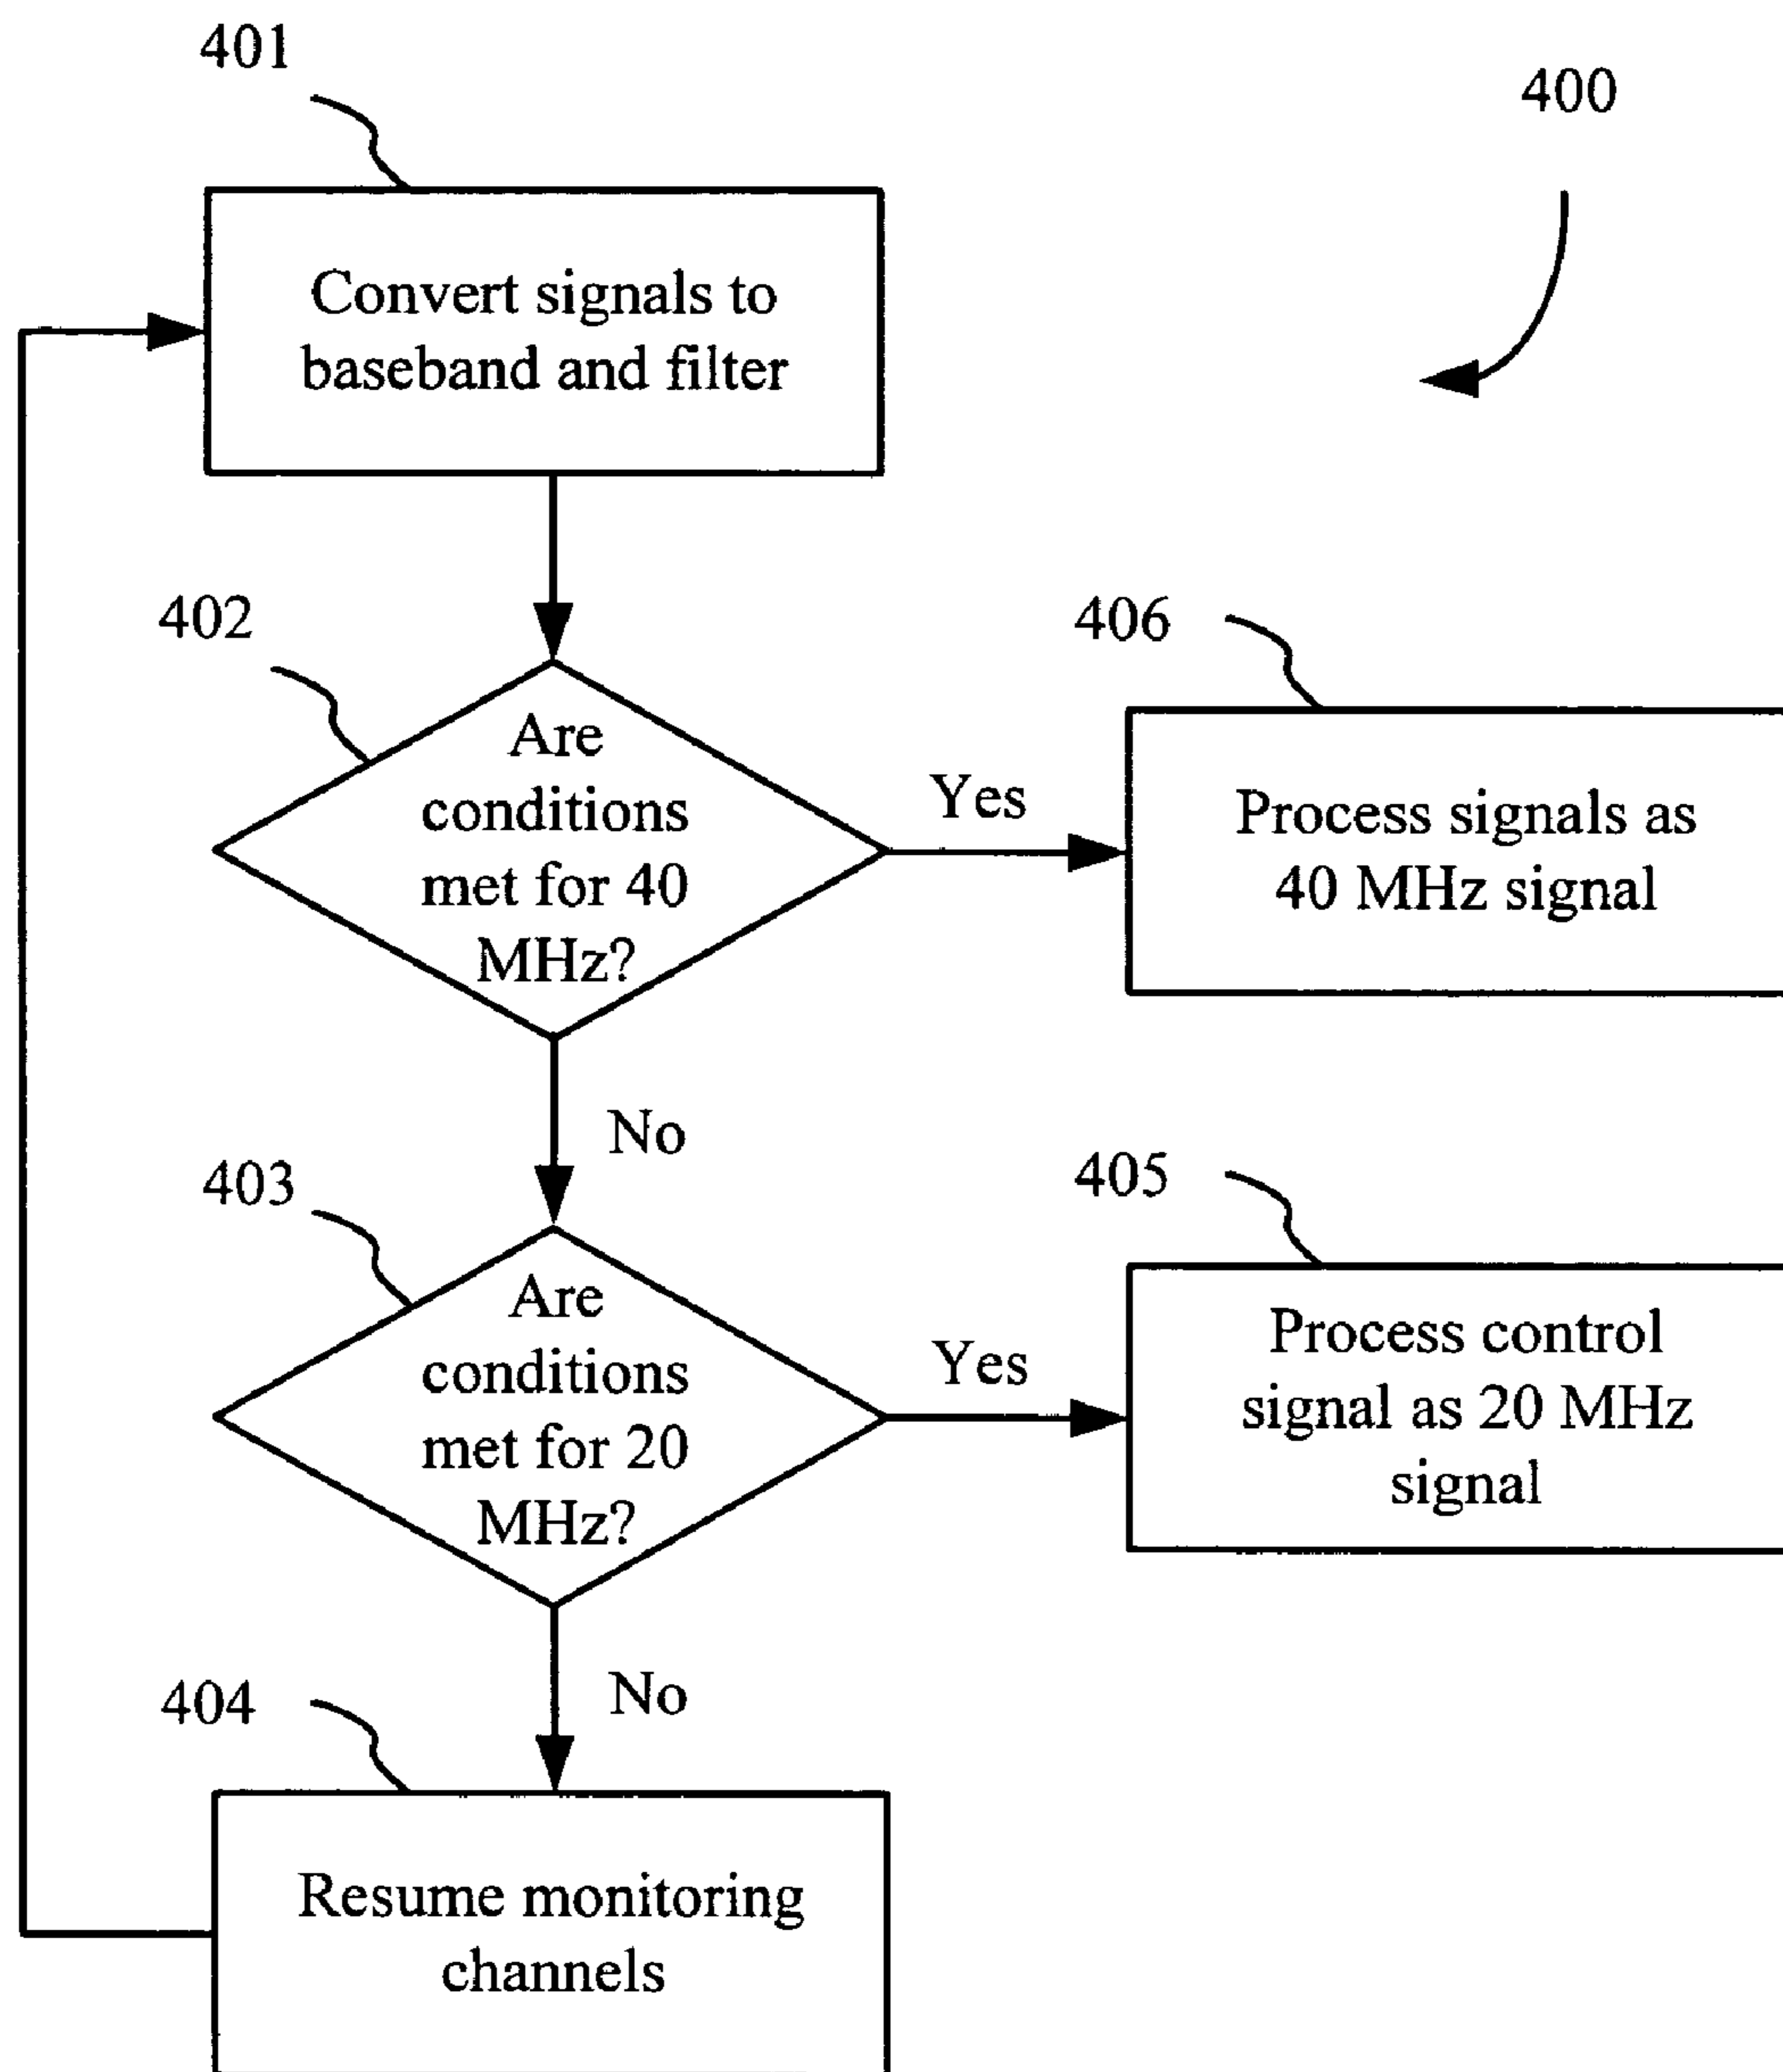 401
400
Convert signals to
baseband and filter
402
406
Are
conditions
met for 40
MHz?
Yes
Process signals as
40 MHz signal
No
403
405
Are
conditions
met for 20
MHz?
Yes
Process control
signal as 20 MHz
signal
No
404
Resume monitoring
channels